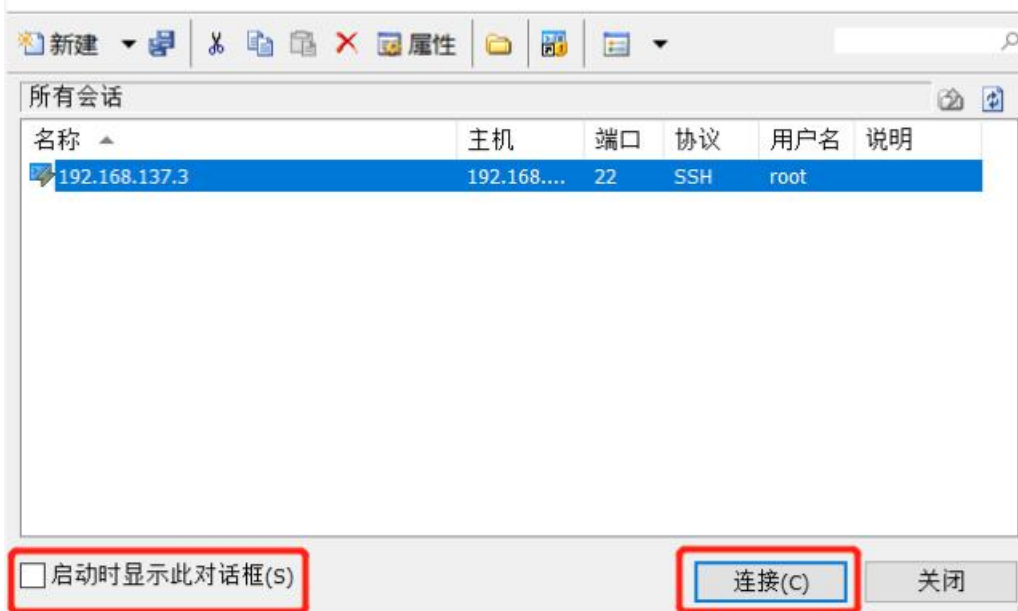 新建 属性
所有会话
名称 主机 端口 协议 用户名 说明
192.168.137.3 192.168.... 22 SSH root
启动时显示此对话框(S) 连接(C) 关闭